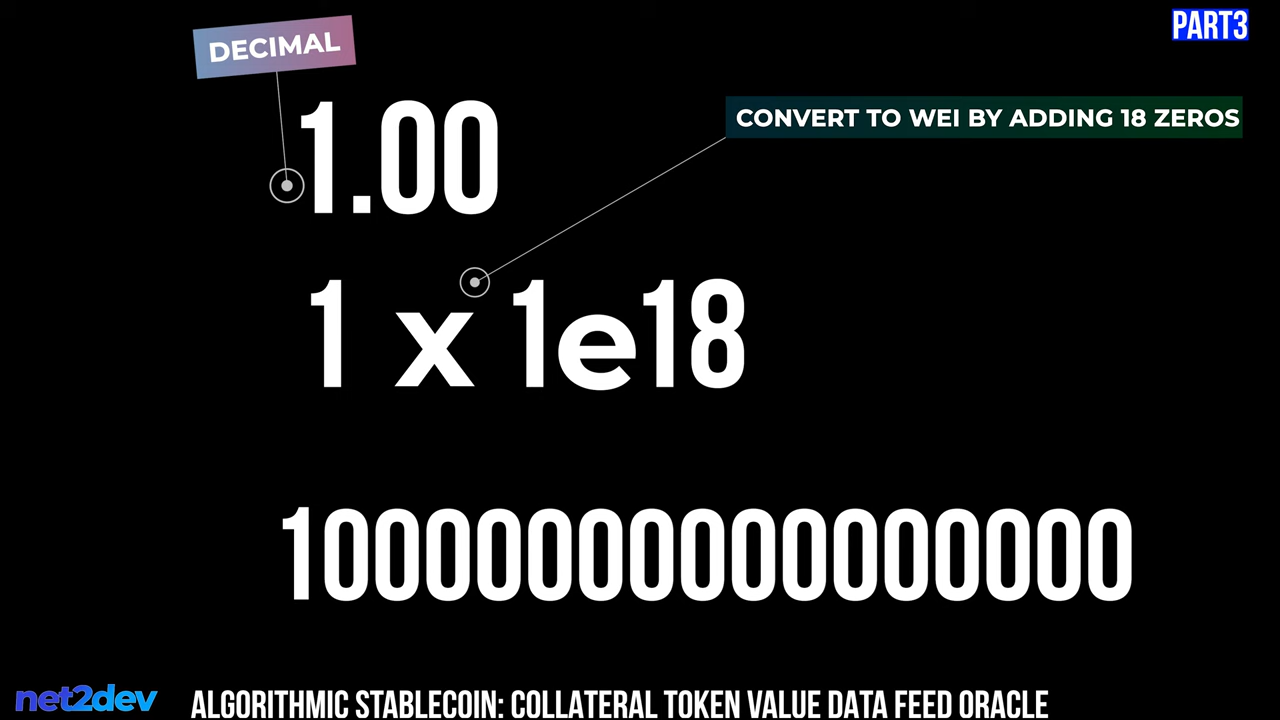 PART3
DECIMAL
1.00
CONVERT TO WEI BY ADDING 18 ZEROS
1 x 1e18
10000000000000000
net2dev
ALGORITHMIC STABLECOIN: COLLATERAL TOKEN VALUE DATA FEED ORACLE